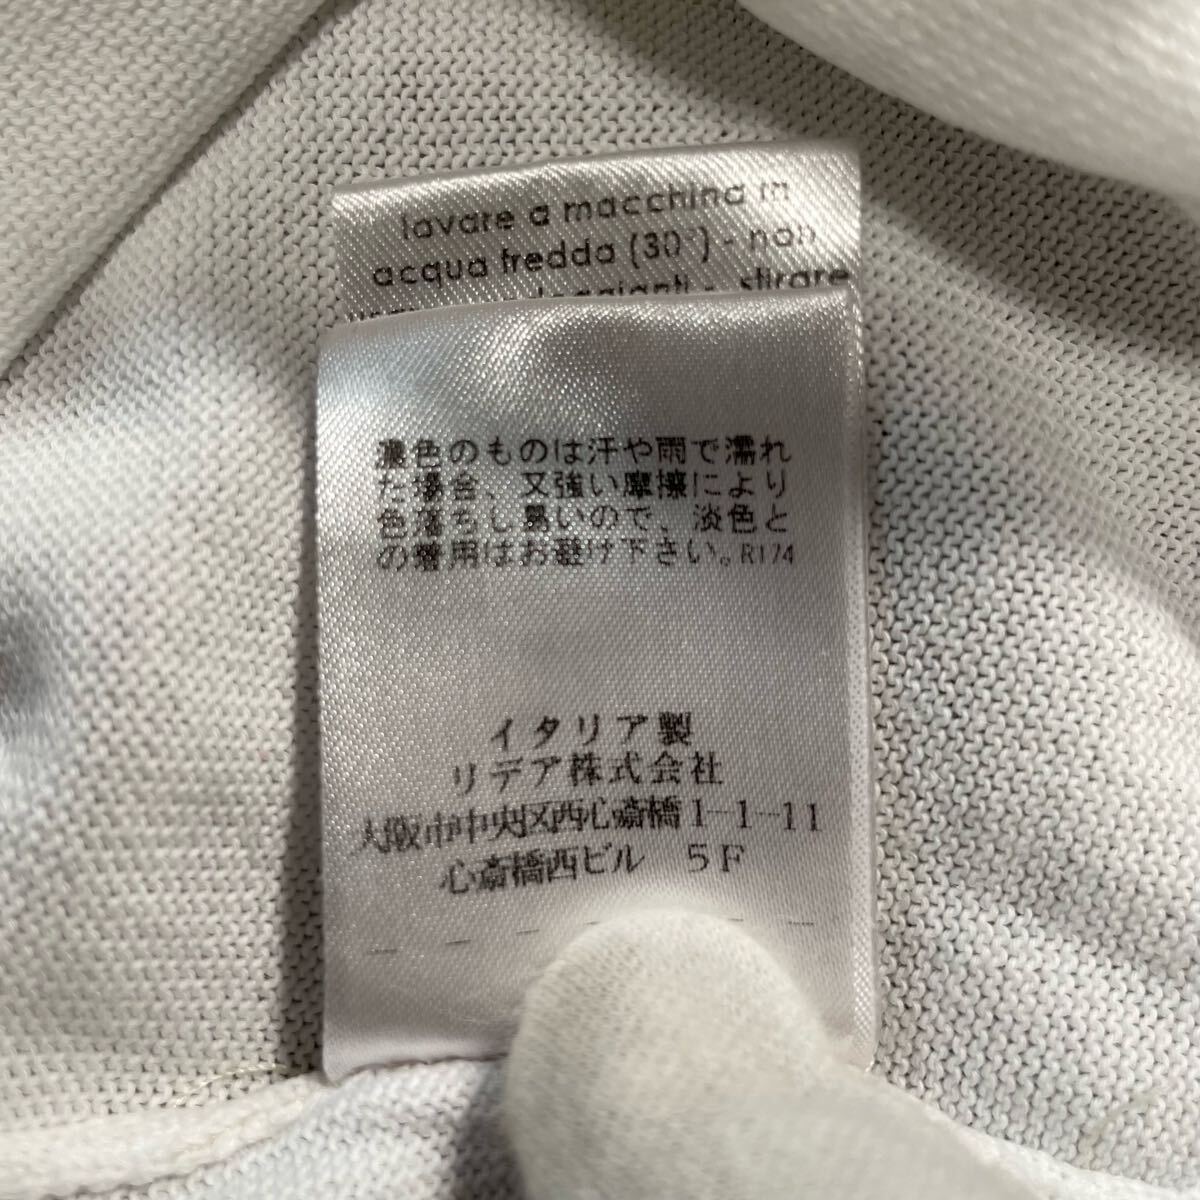 lavare a macchina in
acqua fredda (30°) - non
stirare
濃色のものは汗や雨で濡れ
た場合、又強い摩擦により
色落ちし易いので、淡色と
の着用はお避け下さい。R174
イタリア製
リデア株式会社
大阪市中央区西心斎橋1-1-11
心斎橋西ビル 5F